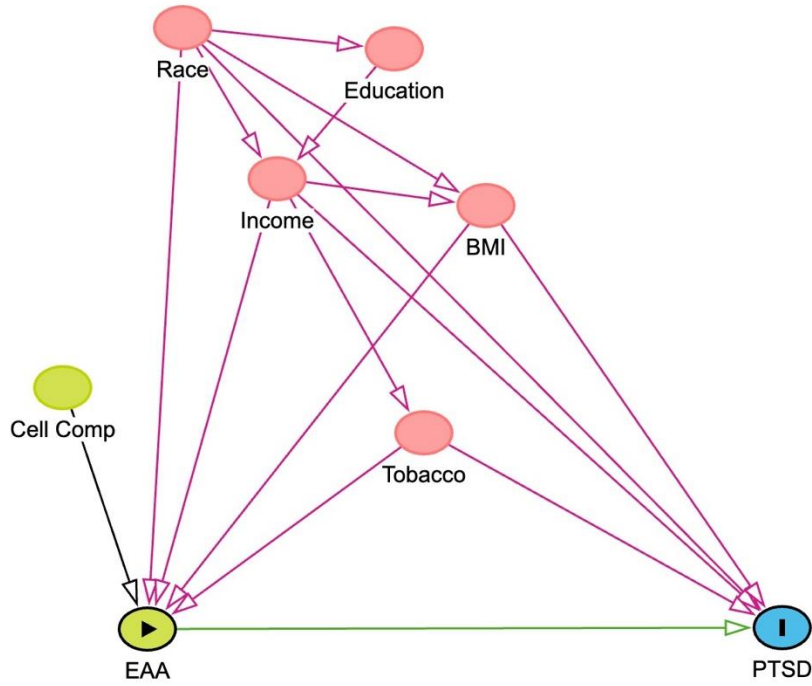 Race
Education
Income
BMI
Cell Comp
Tobacco
EAA
PTSD